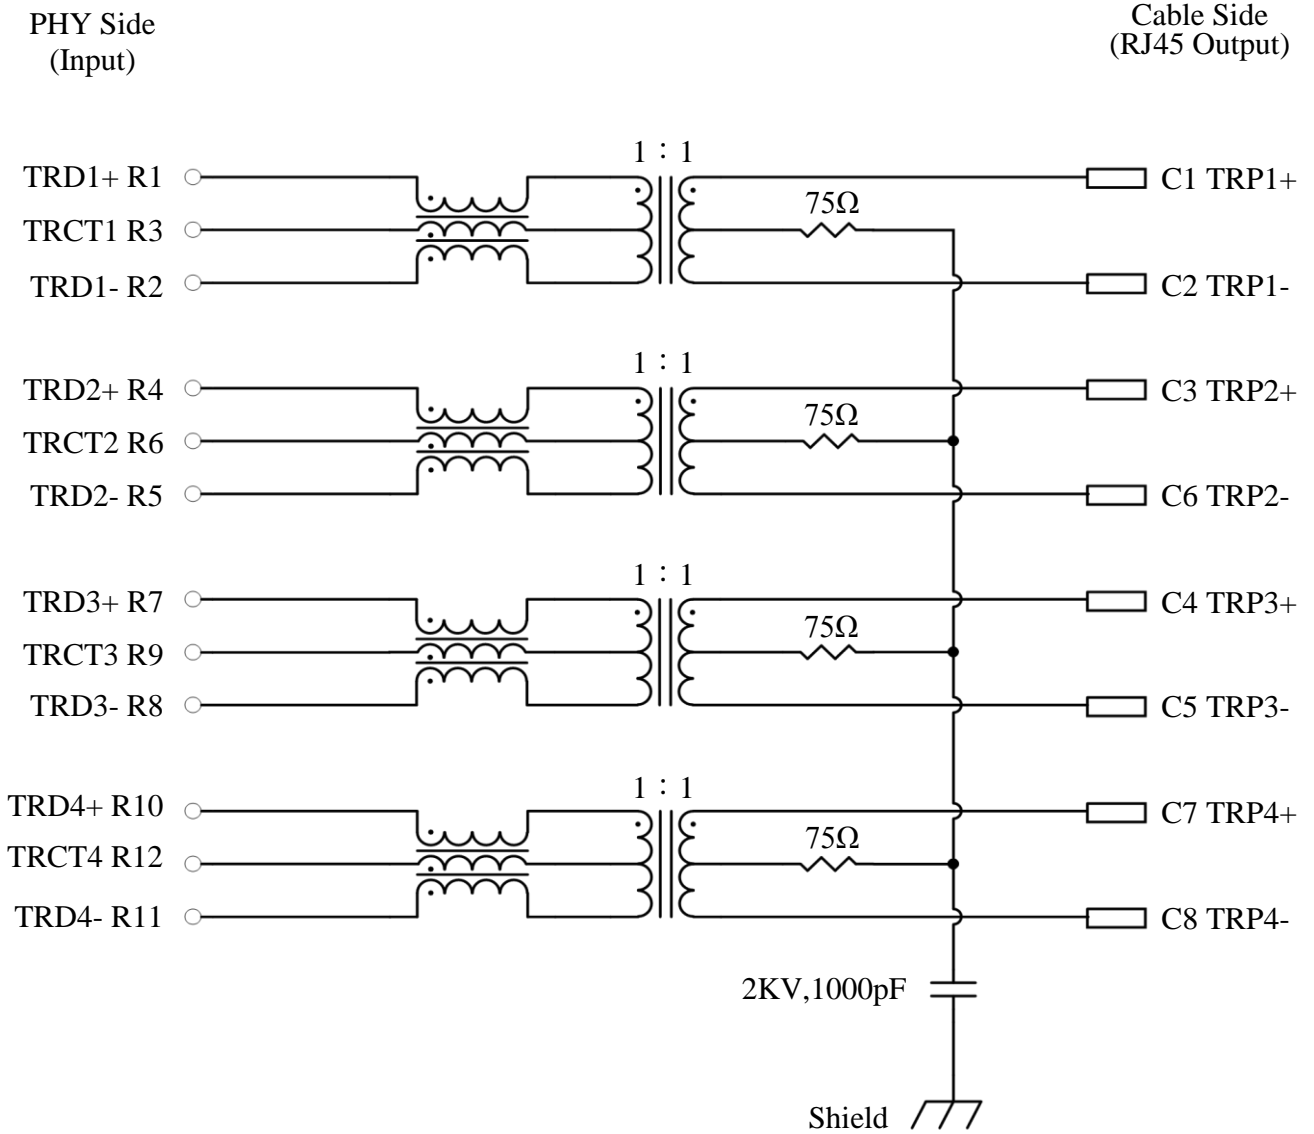 PHY Side
(Input)
Cable Side
(RJ45 Output)
1 : 1
TRD1+ R1
C1 TRP1+
75Ω
TRCT1 R3
TRD1- R2
C2 TRP1-
1 : 1
TRD2+ R4
C3 TRP2+
75Ω
TRCT2 R6
TRD2- R5
C6 TRP2-
1 : 1
TRD3+ R7
C4 TRP3+
75Ω
TRCT3 R9
TRD3- R8
C5 TRP3-
1 : 1
TRD4+ R10
C7 TRP4+
75Ω
TRCT4 R12
TRD4- R11
C8 TRP4-
2KV,1000pF
Shield